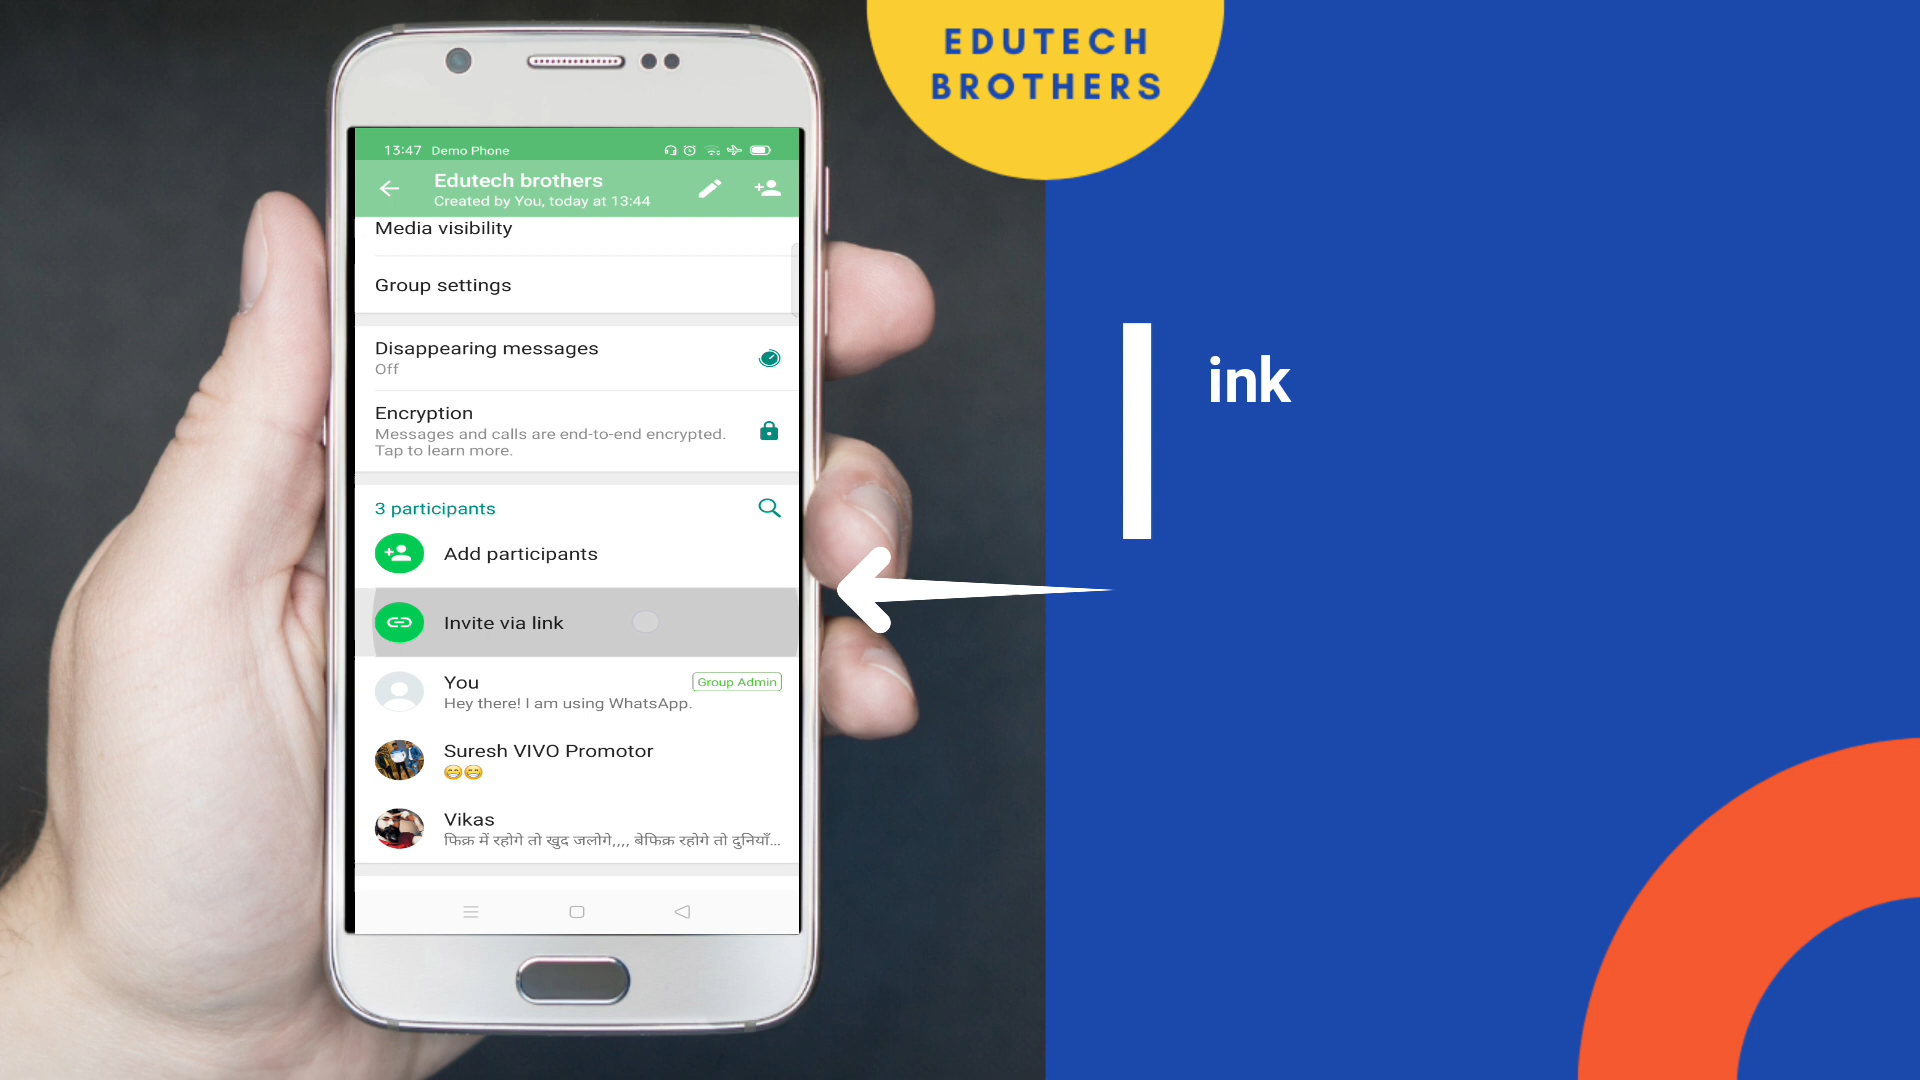 EDUTECH
BROTHERS
13:47 Demo Phone
Edutech brothers
Created by You, today at 13:44
Media visibility
Group settings
Disappearing messages
Off
Encryption
Messages and calls are end-to-end encrypted.
Tap to learn more.
3 participants
Add participants
Invite via link
You
Group Admin
Hey there! I am using WhatsApp.
Suresh VIVO Promotor
😁😁
Vikas
फिक्र में रहोगे तो खुद जलोगे,,,, बेफिक्र रहोगे तो दुनियाँ...
ink